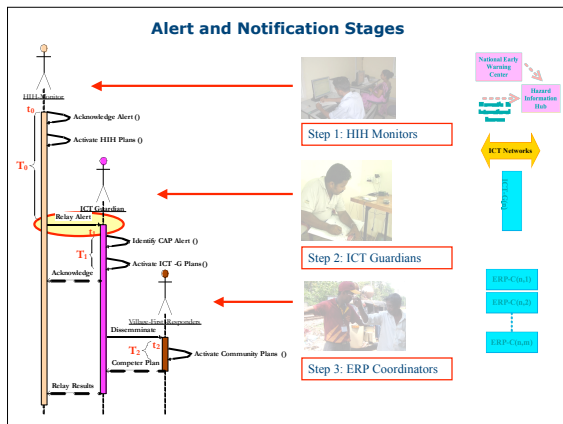 Alert and Notification Stages
HIH-Monitor
t0
Acknowledge Alert ()
Activate HIH Plans ()
T0
ICT Guardian
Relay Alert
t1
Identify CAP Alert ()
T1
Activate ICT -G Plans()
Acknowledge
Village-First-Responders
Dissemminate
t2
T2
Activate Community Plans ()
Competer Plan
Relay Results
Step 1: HIH Monitors
Step 2: ICT Guardians
Step 3: ERP Coordinators
National Early
Warning Center
Hazard
Information
Hub
International
Sources
ICT Networks
ERP-C(n,1)
ERP-C(n,2)
ERP-C(n,m)